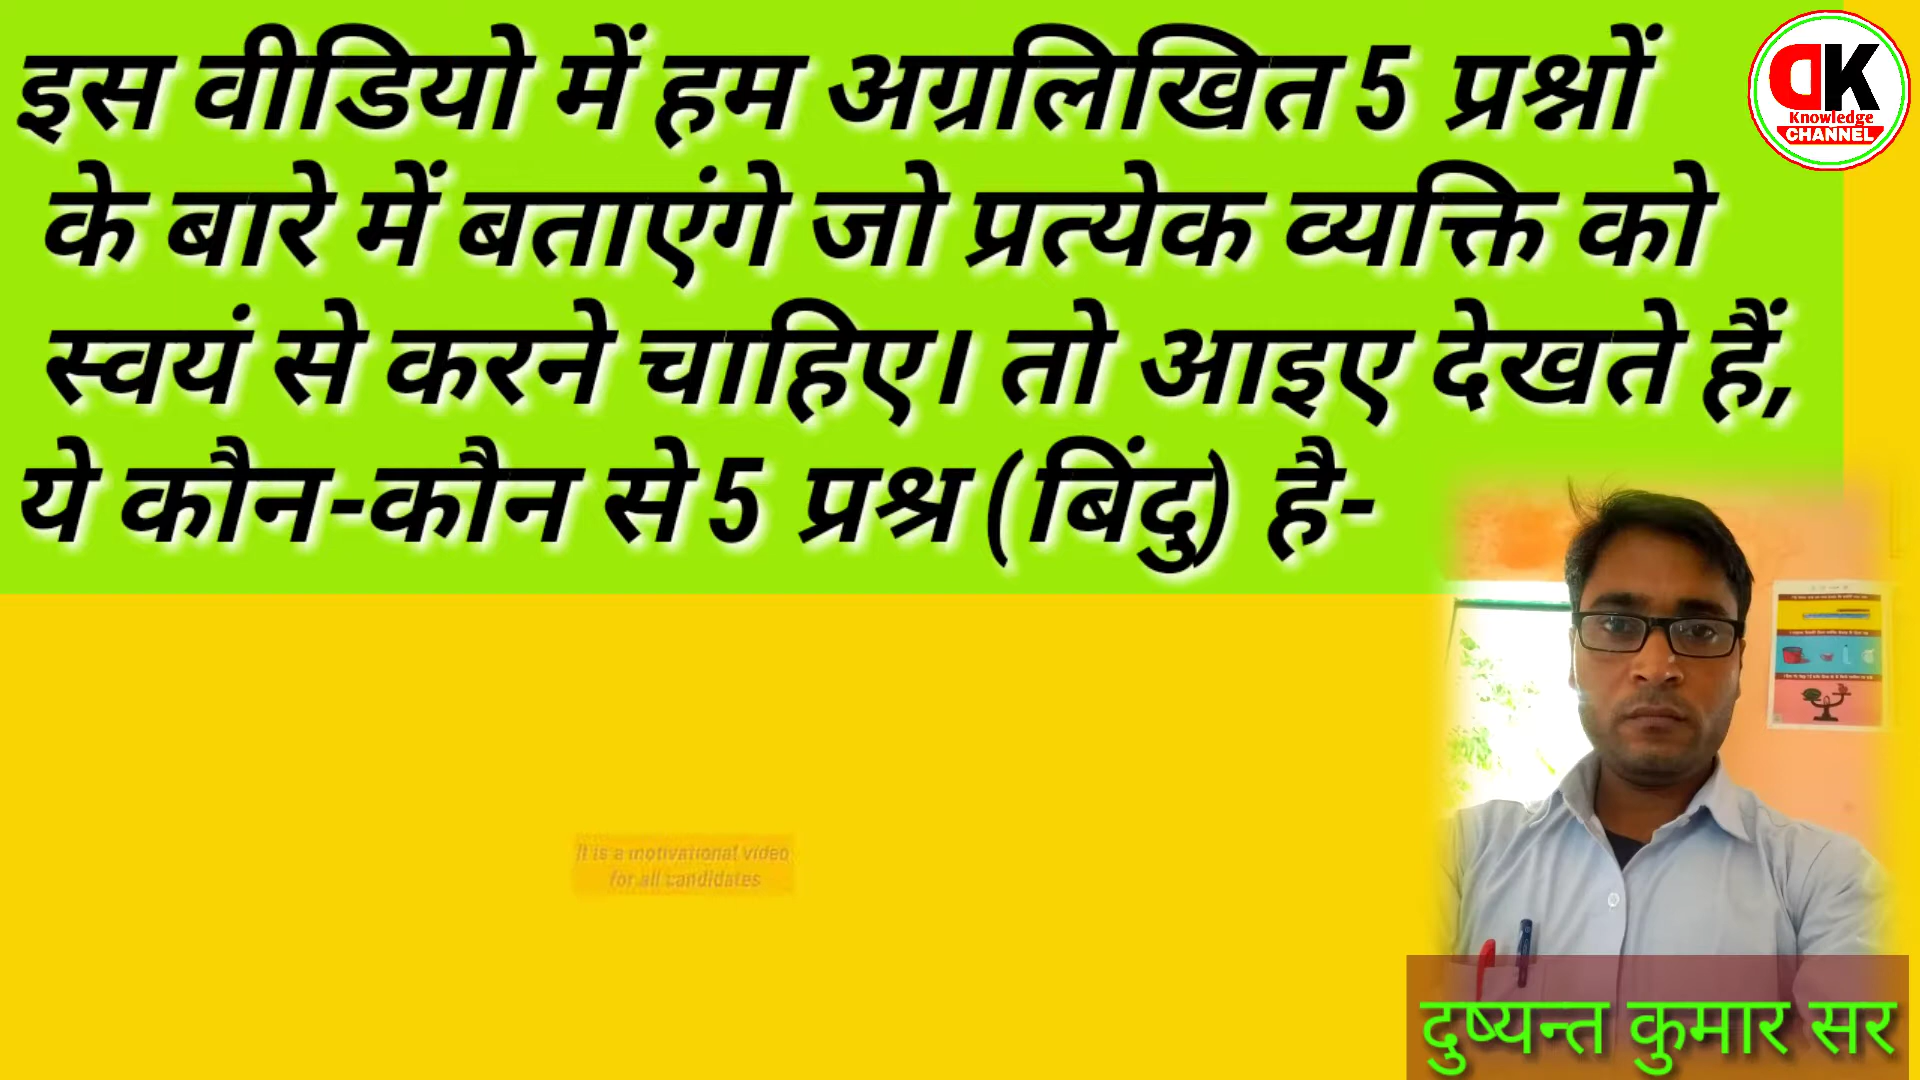 इस वीडियो में हम अग्रलिखित 5 प्रश्नों
के बारे में बताएंगे जो प्रत्येक व्यक्ति को
स्वयं से करने चाहिए। तो आइए देखते हैं,
ये कौन-कौन से 5 प्रश्न (बिंदु) है-
DK
Knowledge
CHANNEL
It is a motivational video
for all candidates
दुष्यन्त कुमार सर